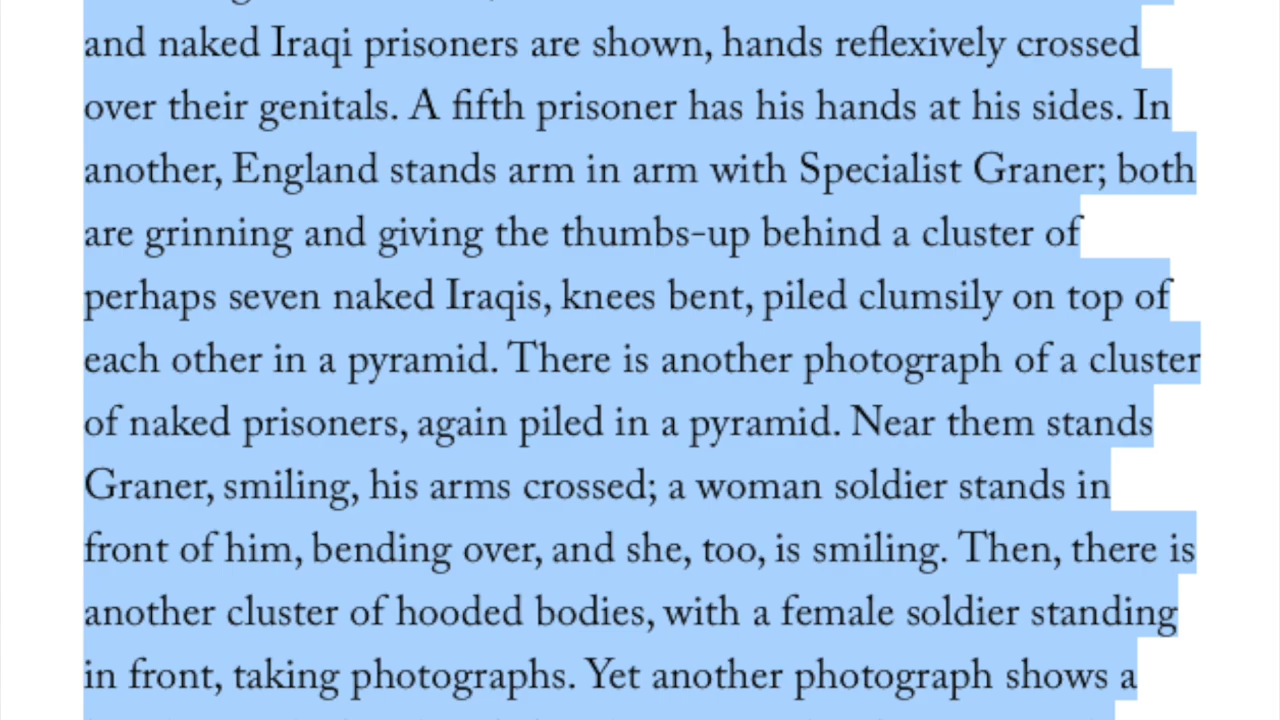 and naked Iraqi prisoners are shown, hands reflexively crossed
over their genitals. A fifth prisoner has his hands at his sides. In
another, England stands arm in arm with Specialist Graner; both
are grinning and giving the thumbs-up behind a cluster of
perhaps seven naked Iraqis, knees bent, piled clumsily on top of
each other in a pyramid. There is another photograph of a cluster
of naked prisoners, again piled in a pyramid. Near them stands
Graner, smiling, his arms crossed; a woman soldier stands in
front of him, bending over, and she, too, is smiling. Then, there is
another cluster of hooded bodies, with a female soldier standing
in front, taking photographs. Yet another photograph shows a